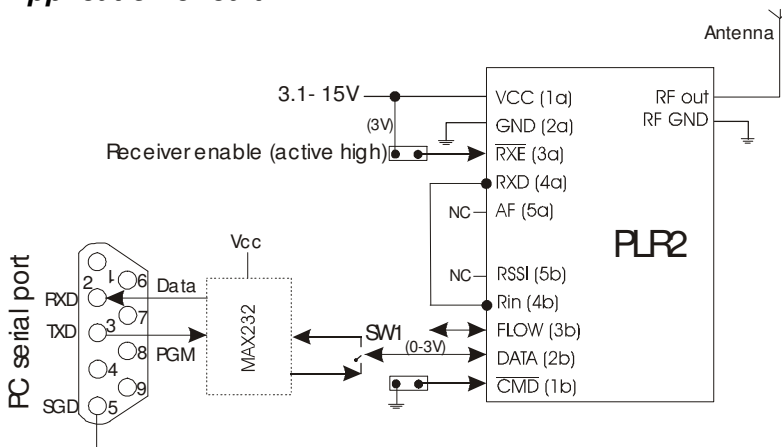 Antenna
3.1- 15V
VCC (1a)
RF out
(3V)
GND (2a)
RF GND
Receiver enable (active high)
RXE (3a)
RXD (4a)
NC
AF (5a)
PLR2
NC
RSSI (5b)
Rin (4b)
FLOW (3b)
DATA (2b)
CMD (1b)
SW1
(0-3V)
Vcc
MAX232
Data
PGM
PC serial port
RXD
TXD
SGD
1
2
3
4
5
6
7
8
9